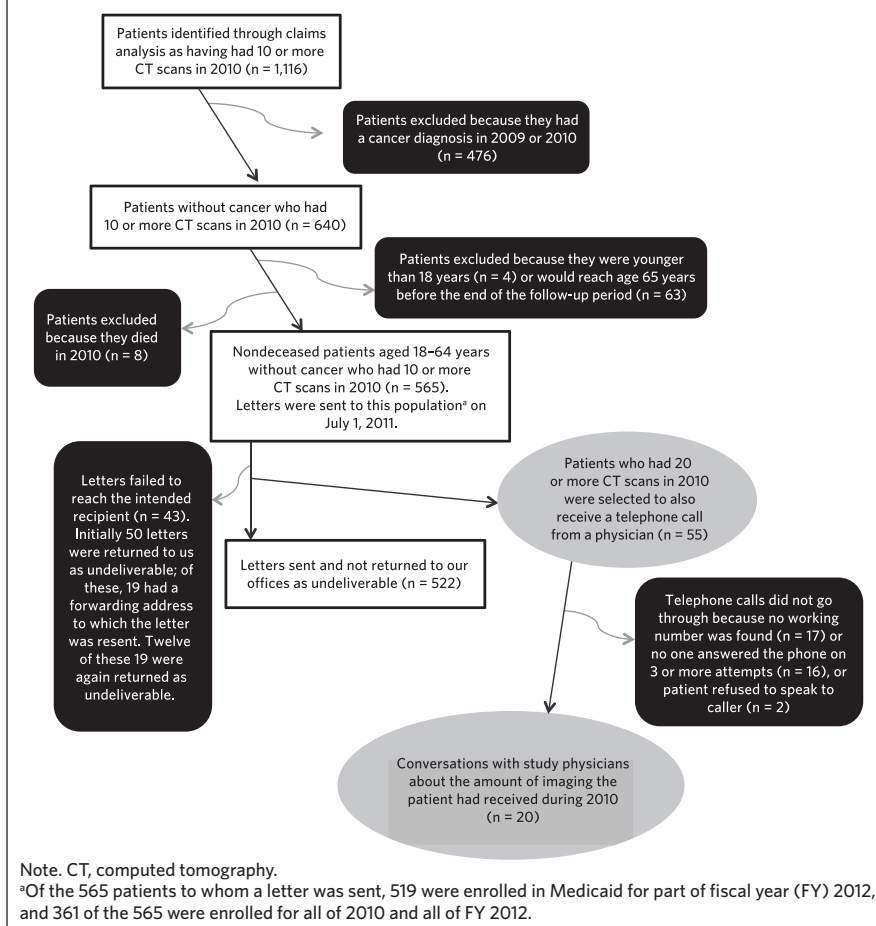 Patients identified through claims
analysis as having had 10 or more
CT scans in 2010 (n = 1,116)
Patients excluded because they had
a cancer diagnosis in 2009 or 2010
(n = 476)
Patients without cancer who had
10 or more CT scans in 2010 (n = 640)
Patients excluded because they were younger
than 18 years (n = 4) or would reach age 65 years
before the end of the follow-up period (n = 63)
Patients excluded
because they died
in 2010 (n = 8)
Nondeceased patients aged 18–64 years
without cancer who had 10 or more
CT scans in 2010 (n = 565).
Letters were sent to this populationᵃ on
July 1, 2011.
Letters failed to
reach the intended
recipient (n = 43).
Initially 50 letters
were returned to us
as undeliverable; of
these, 19 had a
forwarding address
to which the letter
was resent. Twelve
of these 19 were
again returned as
undeliverable.
Patients who had 20
or more CT scans in 2010
were selected to also
receive a telephone call
from a physician (n = 55)
Letters sent and not returned to our
offices as undeliverable (n = 522)
Telephone calls did not go
through because no working
number was found (n = 17) or
no one answered the phone on
3 or more attempts (n = 16), or
patient refused to speak to
caller (n = 2)
Conversations with study physicians
about the amount of imaging the
patient had received during 2010
(n = 20)
Note. CT, computed tomography.
ᵃOf the 565 patients to whom a letter was sent, 519 were enrolled in Medicaid for part of fiscal year (FY) 2012,
and 361 of the 565 were enrolled for all of 2010 and all of FY 2012.